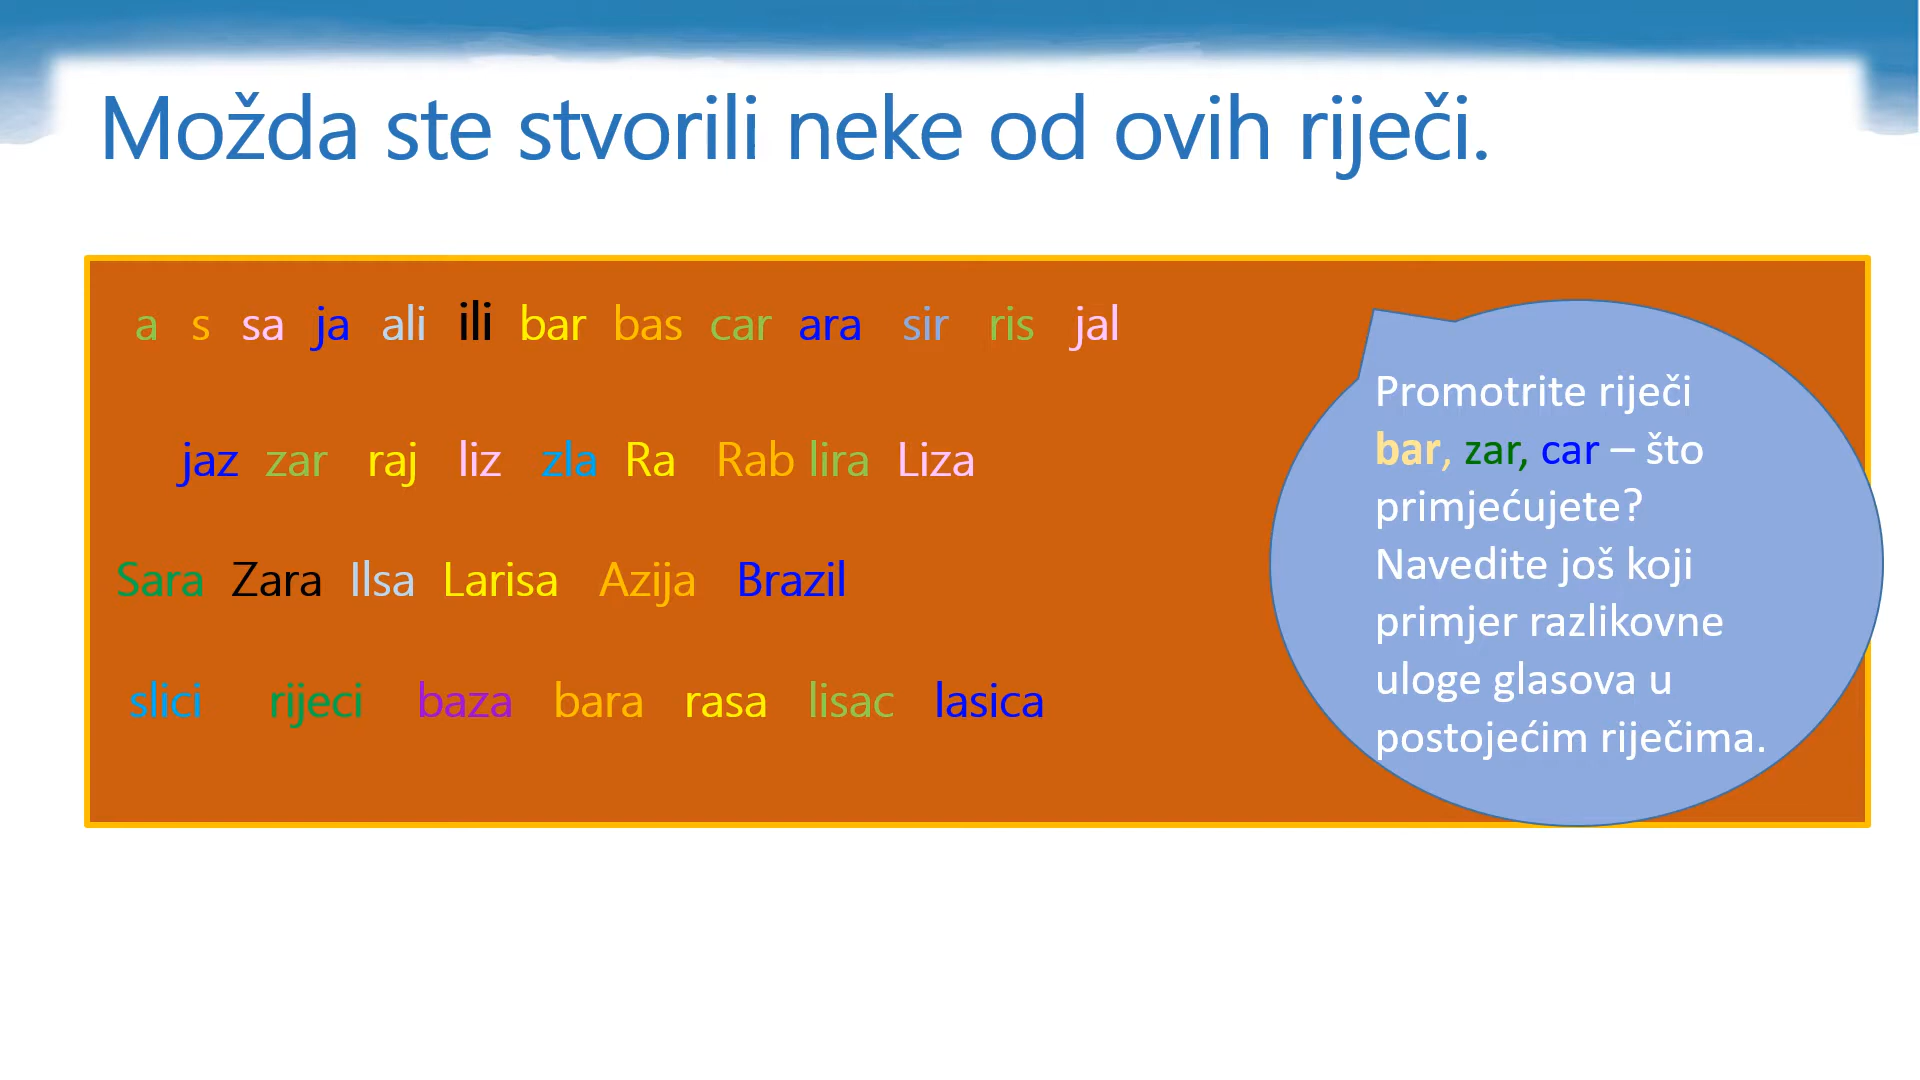 Možda ste stvorili neke od ovih riječi.
a s sa ja ali ili bar bas car ara sir ris jal
jaz zar raj liz zla Ra Rab lira Liza
Sara Zara Ilsa Larisa Azija Brazil
slici rijeci baza bara rasa lisac lasica
Promotrite riječi
bar, zar, car – što
primjećujete?
Navedite još koji
primjer razlikovne
uloge glasova u
postojećim riječima.